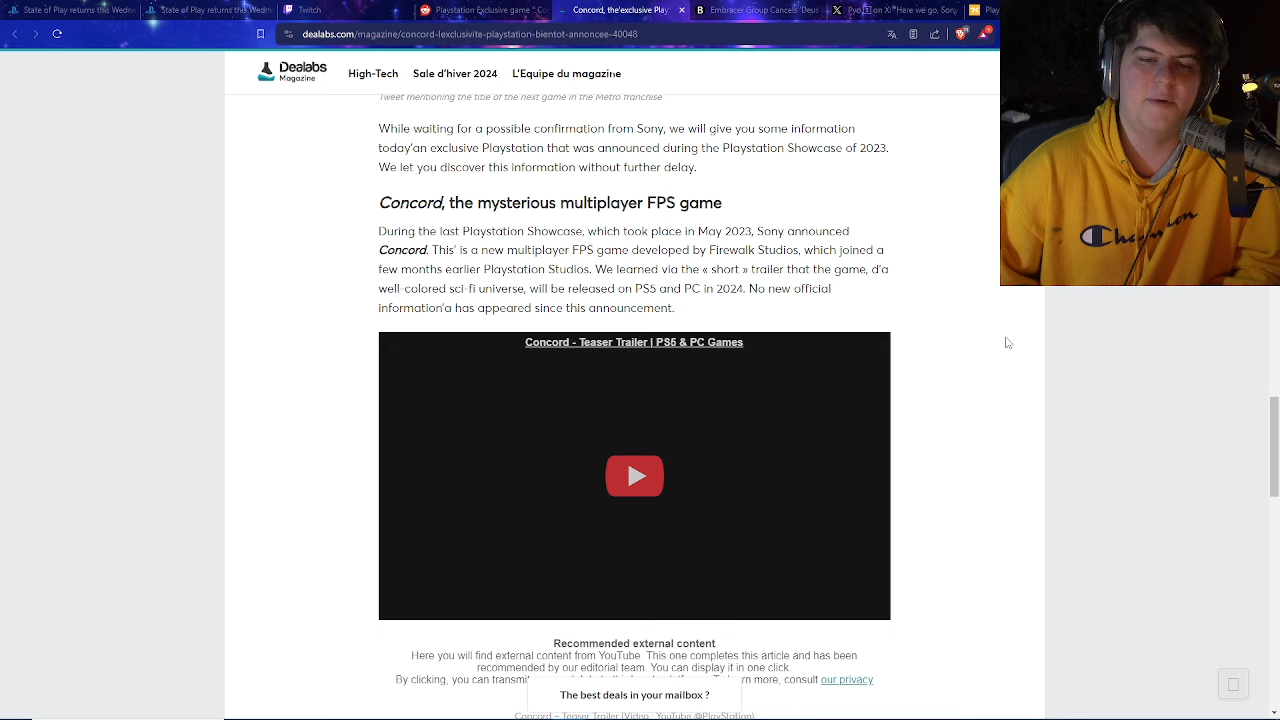 State of Play returns this Wedn
State of Play returns this Wedn
Twitch
Playstation Exclusive game ": Co
Concord, the'exclusive Play
Embracer Group Cancels 'Deus
on X: "Here we go, Sony
Play
dealabs.com/magazine/concord-lexclusivite-playstation-bientot-annoncee-40048
Dealabs
Magazine
High-Tech
Sale d'hiver 2024
L'Equipe du magazine
Tweet mentioning the title of the next game in the Metro franchise
While waiting for a possible confirmation from Sony, we will give you some information
today'an exclusive Playstation that was announced during the Playstation Showcase of 2023.
We let you discover this information without further delay.
Concord, the mysterious multiplayer FPS game
During the last Playstation Showcase, which took place in May 2023, Sony announced
Concord. This' is a new multiplayer FPS game developed by Firewalk Studios, which joined a
few months earlier Playstation Studios. We learned via the « short » trailer that the game, d'a
well-colored sci-fi universe, will be released on PS5 and PC in 2024. No new official
information'a has appeared since this announcement.
Concord - Teaser Trailer | PS5 & PC Games
Recommended external content
Here you will find external content from YouTube. This one completes this article and has been
recommended by our editorial team. You can display it in one click.
By clicking, you can transmit more, consult our privacy
The best deals in your mailbox ?
Concord – Teaser Trailer (Video : YouTube @PlayStation)
Champion